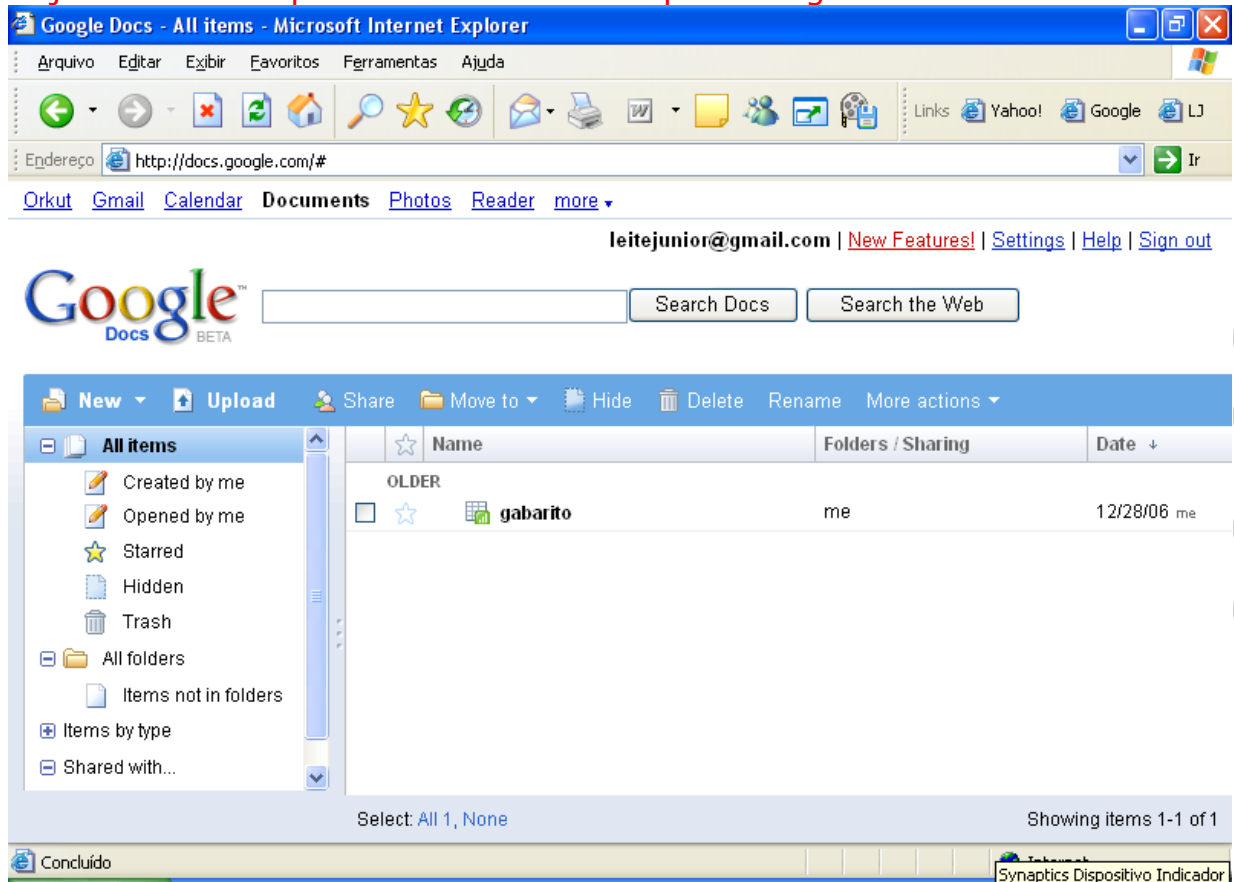 Google Docs - All items - Microsoft Internet Explorer
Arquivo Editar Exibir Favoritos Ferramentas Ajuda
Links Yahoo! Google LJ
Endereço http://docs.google.com/# Ir
Orkut Gmail Calendar Documents Photos Reader more
leitejunior@gmail.com | New Features! | Settings | Help | Sign out
Google™ Docs BETA Search Docs Search the Web
New Upload Share Move to Hide Delete Rename More actions
All items Name Folders / Sharing Date
Created by me OLDER
Opened by me gabarito me 12/28/06 me
Starred
Hidden
Trash
All folders
Items not in folders
Items by type
Shared with...
Select: All 1, None Showing items 1-1 of 1
Concluído
Synaptics Dispositivo Indicador